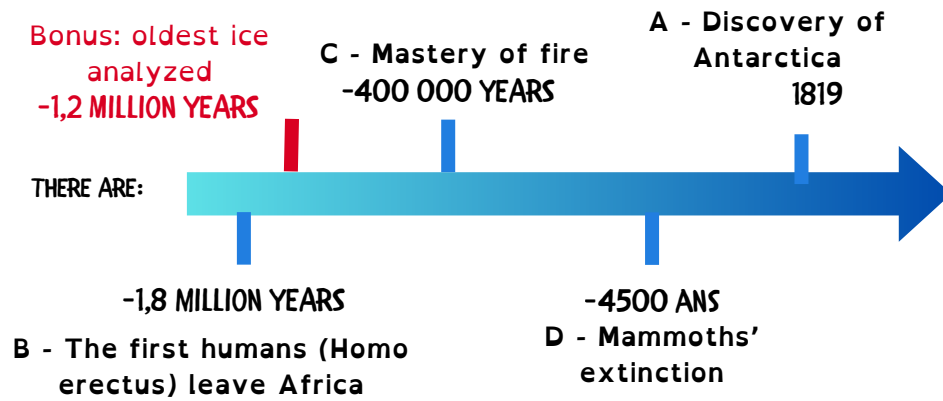 Bonus: oldest ice
analyzed
-1,2 MILLION YEARS
C - Mastery of fire
-400 000 YEARS
A - Discovery of
Antarctica
1819
THERE ARE:
-1,8 MILLION YEARS
B - The first humans (Homo
erectus) leave Africa
-4500 ANS
D - Mammoths’
extinction